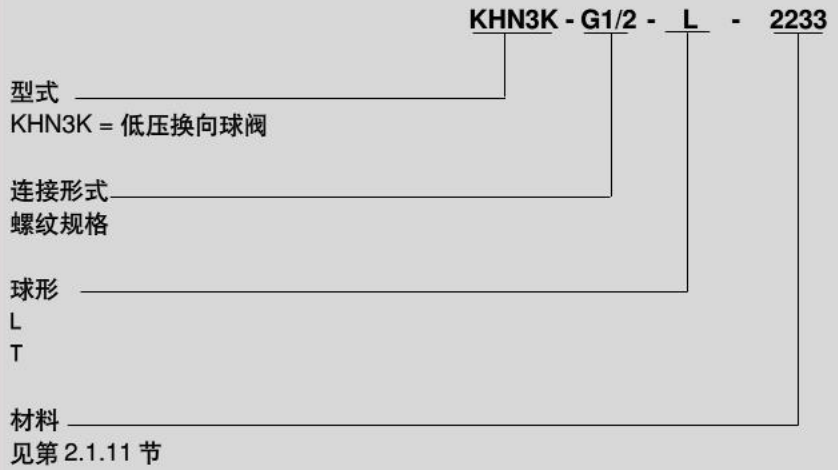 KHN3K - G1/2 - L - 2233
型式
KHN3K = 低压换向球阀
连接形式
螺纹规格
球形
L
T
材料
见第 2.1.11 节